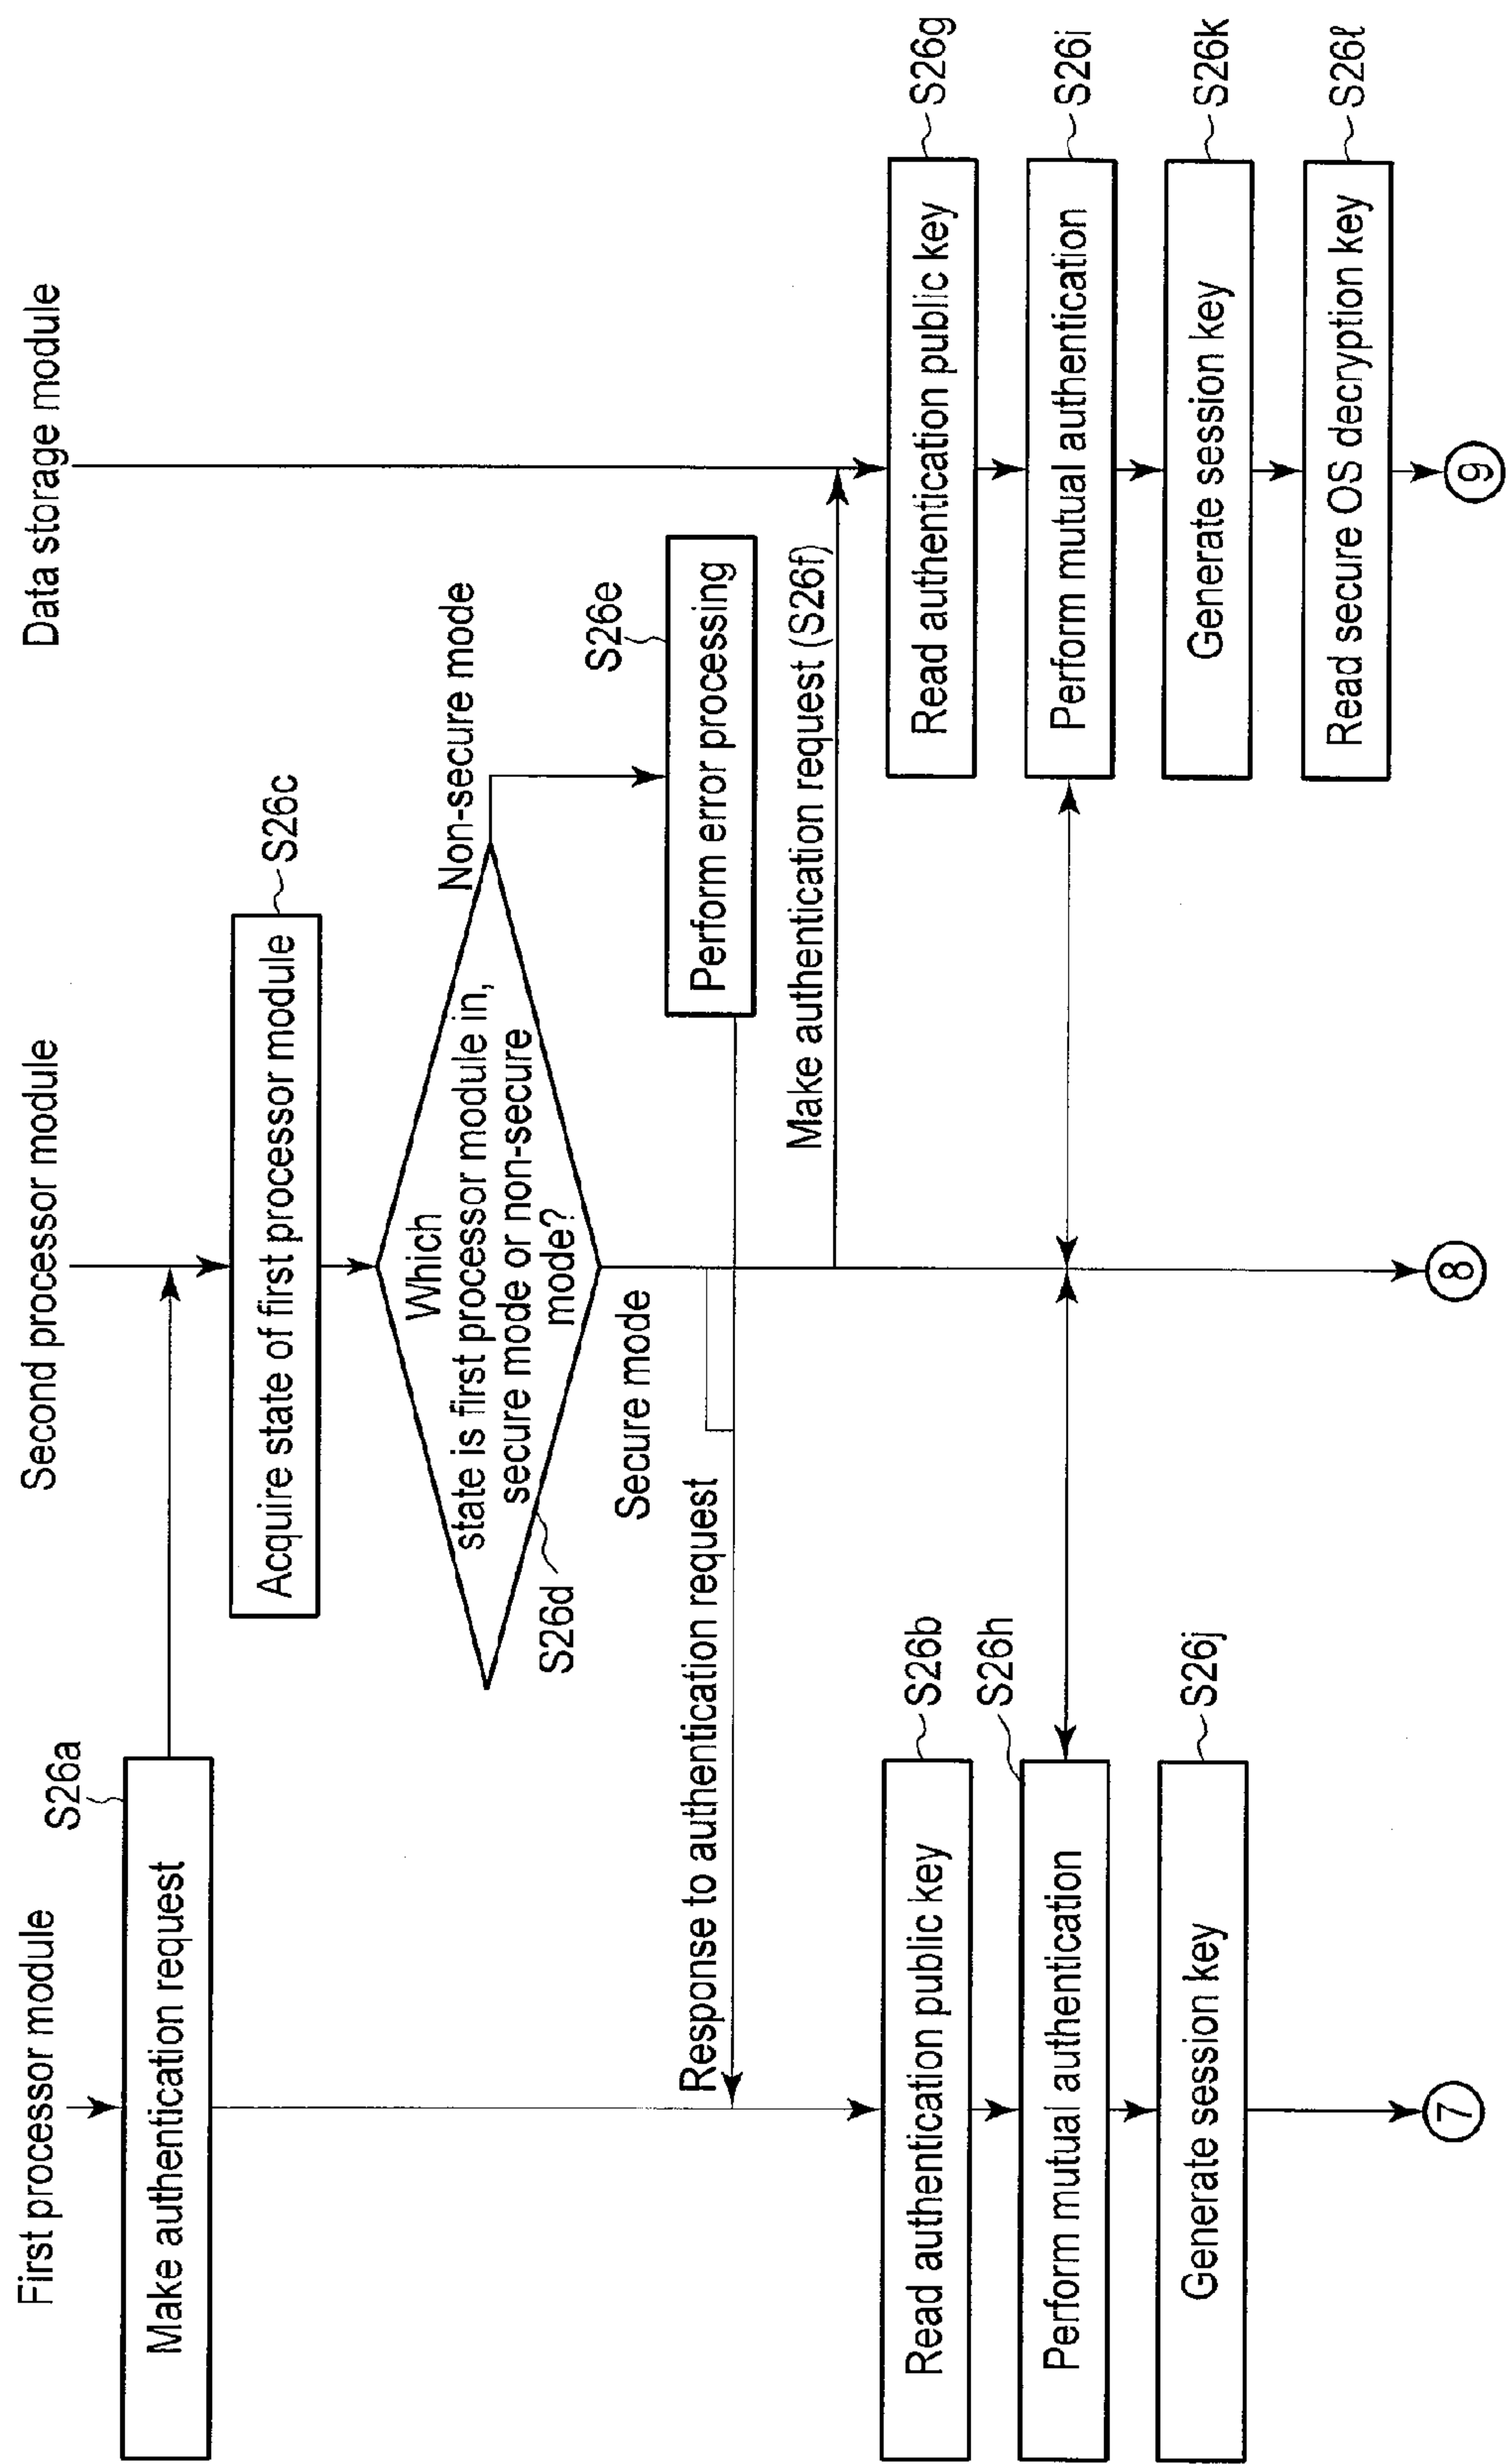 First processor module
Second processor module
Data storage module
S26a
Make authentication request
S26c
Acquire state of first processor module
Which
state is first processor module in,
secure mode or non-secure
mode?
S26d
Non-secure mode
Secure mode
S26e
Perform error processing
Response to authentication request
Make authentication request (S26f)
S26b
Read authentication public key
S26g
Read authentication public key
S26h
Perform mutual authentication
S26i
Perform mutual authentication
S26j
Generate session key
S26k
Generate session key
S26ℓ
Read secure OS decryption key
7
8
9